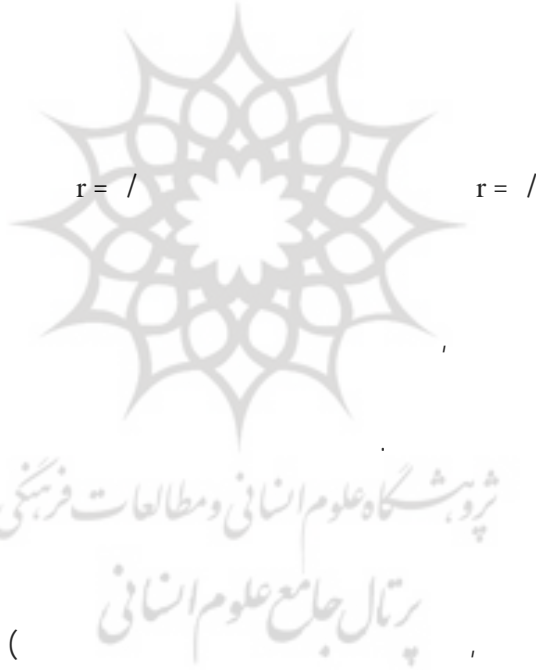 r = /   r = /
,
.
پژوهشگاه علوم انسانی و مطالعات فرهنگی
پرتال جامع علوم انسانی
( ,